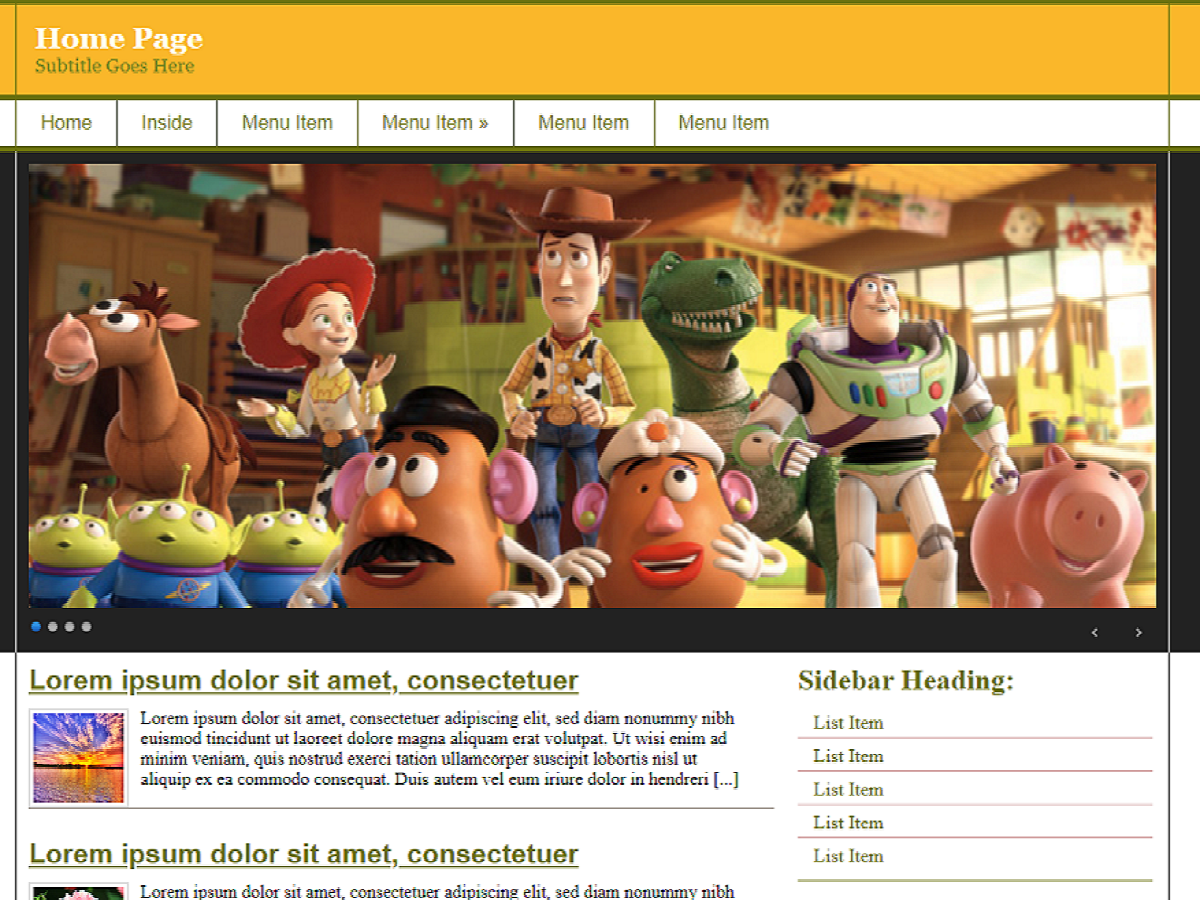 Home Page
Subtitle Goes Here
Home
Inside
Menu Item
Menu Item »
Menu Item
Menu Item
Lorem ipsum dolor sit amet, consectetuer
Lorem ipsum dolor sit amet, consectetuer adipiscing elit, sed diam nonummy nibh
euismod tincidunt ut laoreet dolore magna aliquam erat volutpat. Ut wisi enim ad
minim veniam, quis nostrud exerci tation ullamcorper suscipit lobortis nisl ut
aliquip ex ea commodo consequat. Duis autem vel eum iriure dolor in hendreri [...]
Lorem ipsum dolor sit amet, consectetuer
Lorem ipsum dolor sit amet, consectetuer adipiscing elit, sed diam nonummy nibh
Sidebar Heading:
List Item
List Item
List Item
List Item
List Item